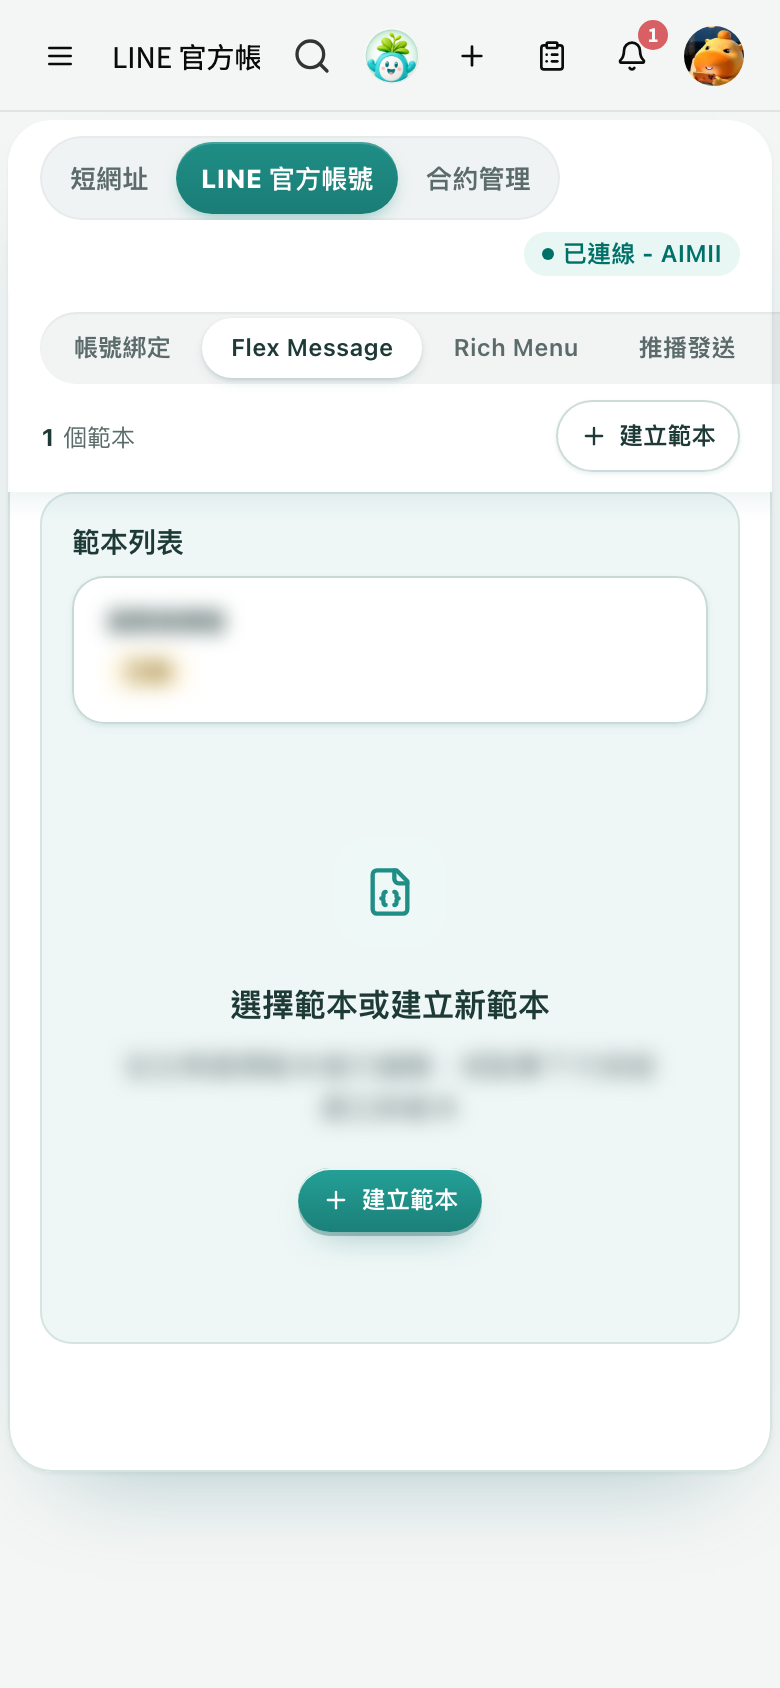 LINE 官方帳
1
短網址
LINE 官方帳號
合約管理
已連線 - AIMII
帳號綁定
Flex Message
Rich Menu
推播發送
1 個範本
建立範本
範本列表
選擇範本或建立新範本
建立範本